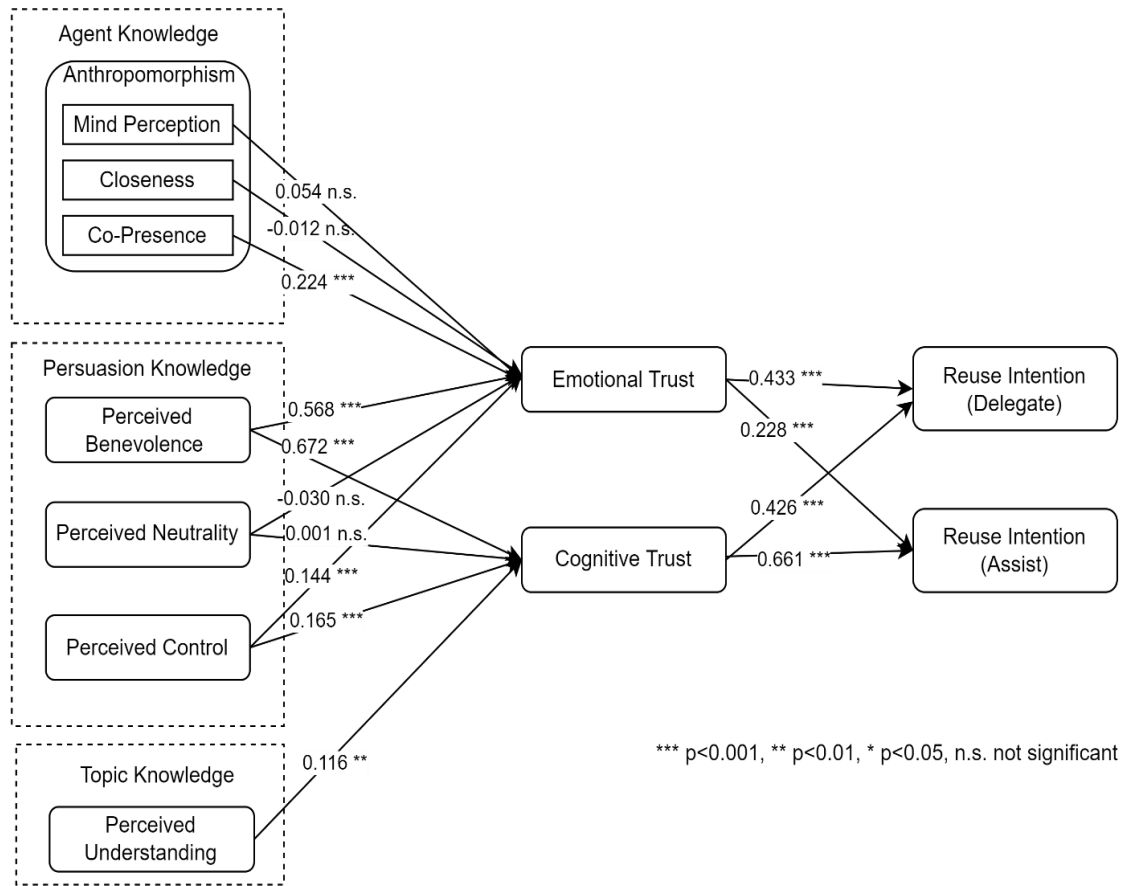 Agent Knowledge
Anthropomorphism
Mind Perception
Closeness
Co-Presence
0.054 n.s.
-0.012 n.s.
0.224 ***
Persuasion Knowledge
Perceived
Benevolence
Perceived Neutrality
Perceived Control
0.568 ***
0.672 ***
-0.030 n.s.
0.001 n.s.
0.144 ***
0.165 ***
Topic Knowledge
Perceived
Understanding
0.116 **
Emotional Trust
Cognitive Trust
0.433 ***
0.228 ***
0.426 ***
0.661 ***
Reuse Intention
(Delegate)
Reuse Intention
(Assist)
*** p<0.001, ** p<0.01, * p<0.05, n.s. not significant